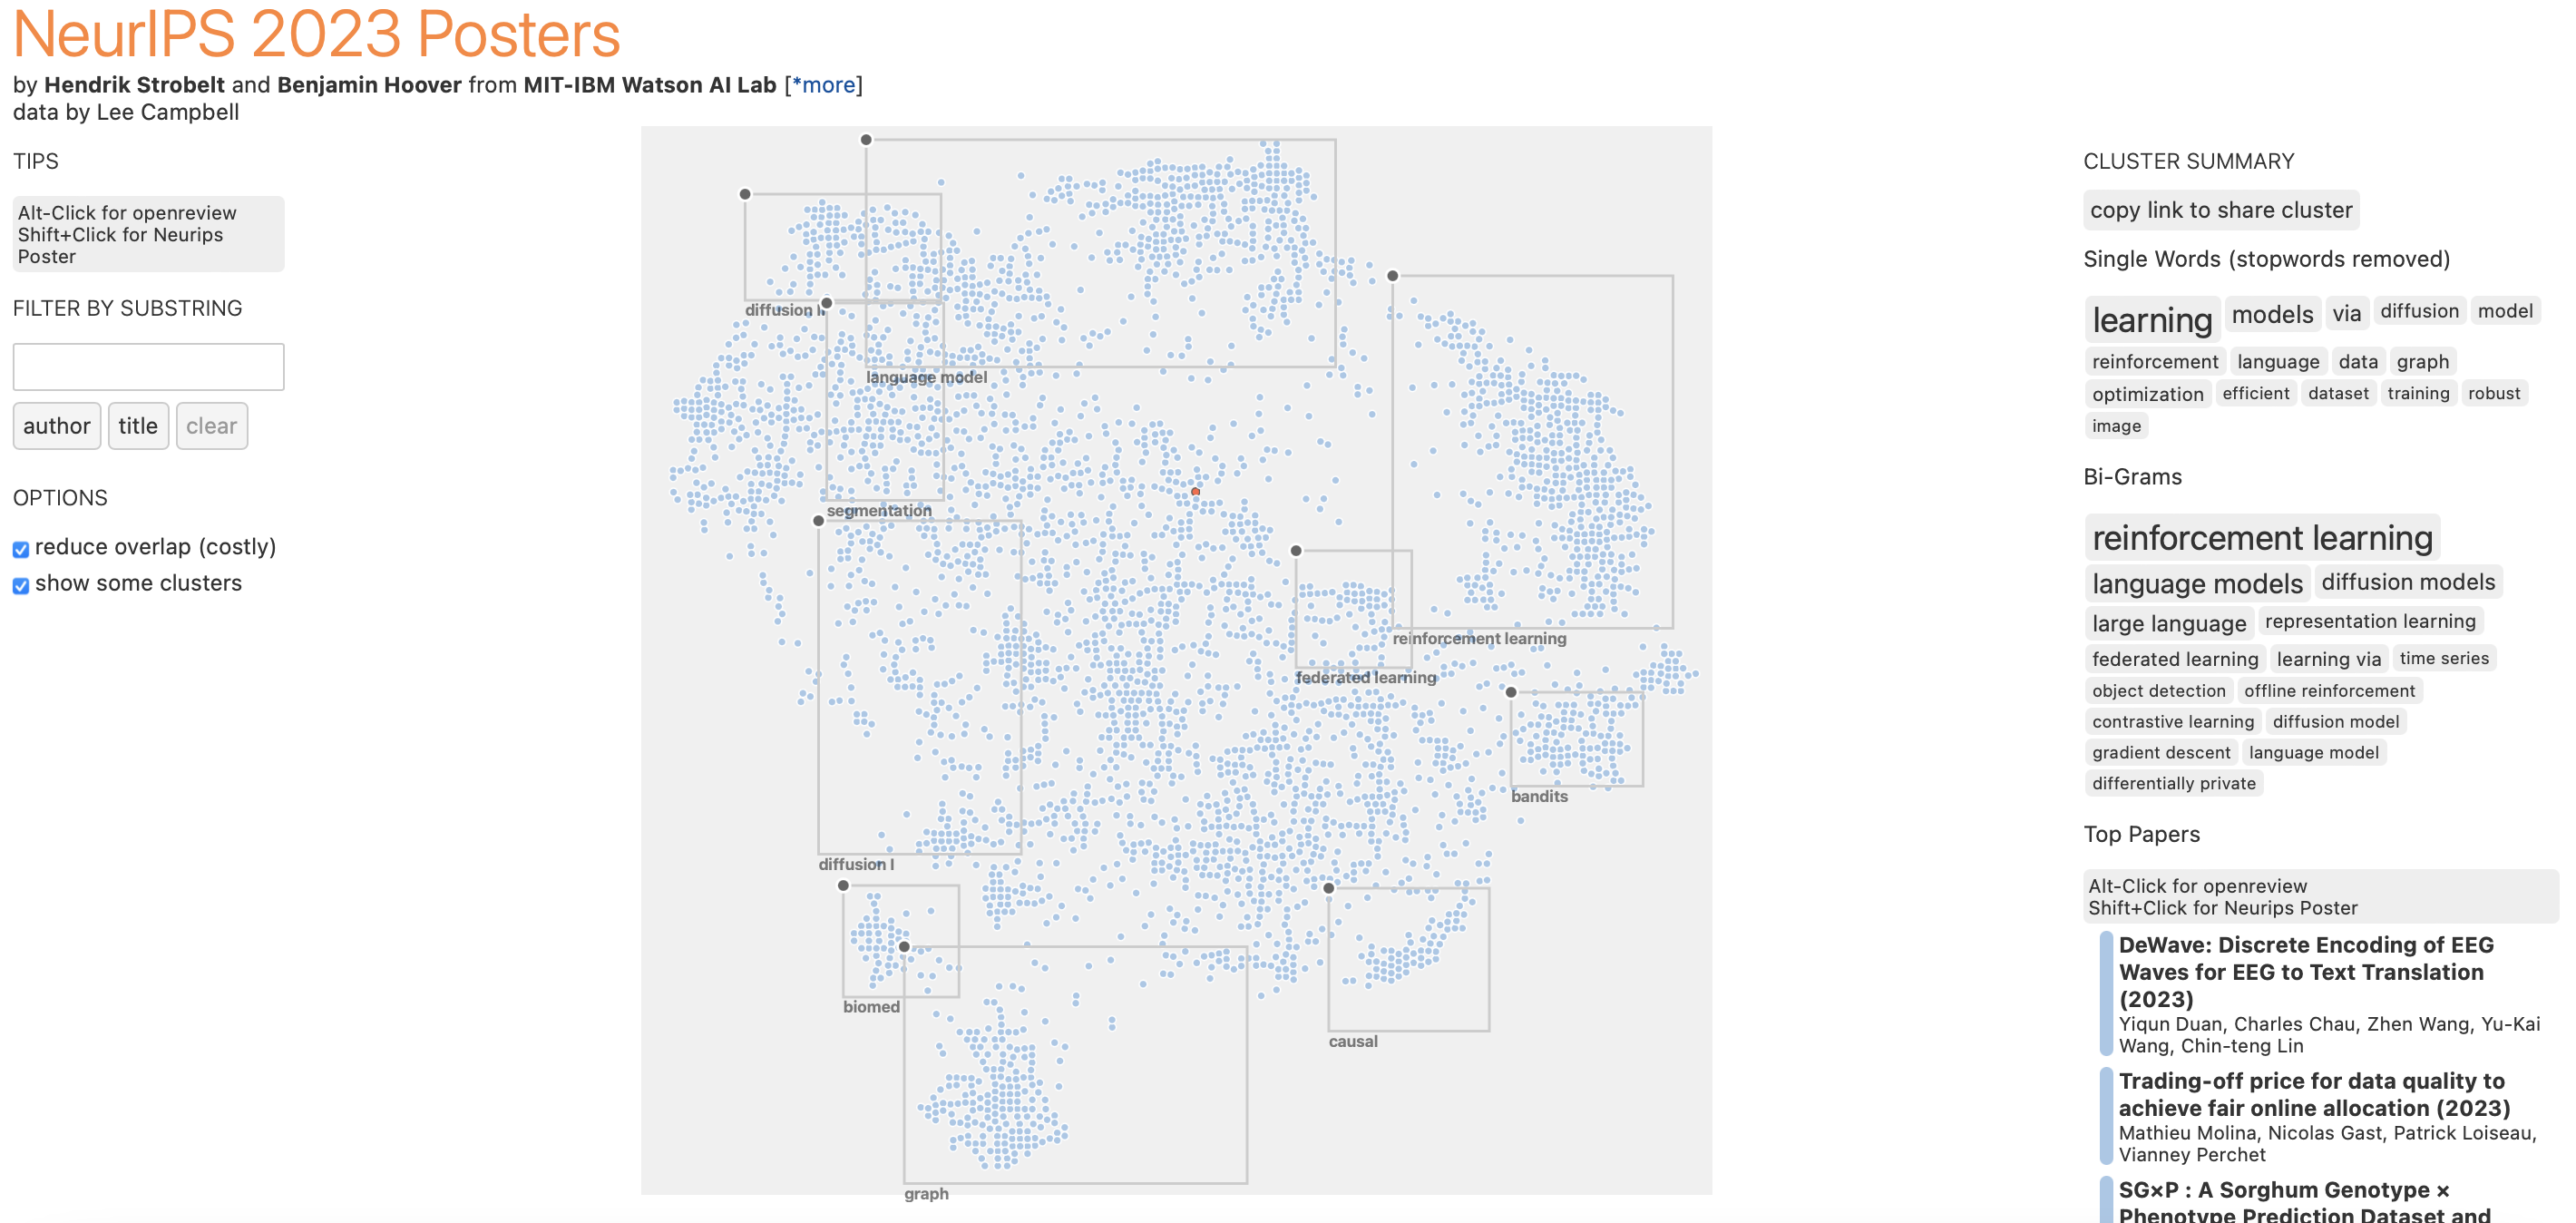 NeurIPS 2023 Posters
by Hendrik Strobelt and Benjamin Hoover from MIT-IBM Watson AI Lab [*more]
data by Lee Campbell
TIPS
Alt-Click for openreview
Shift+Click for Neurips
Poster
FILTER BY SUBSTRING
author title clear
OPTIONS
reduce overlap (costly)
show some clusters
diffusion II
language model
segmentation
reinforcement learning
federated learning
bandits
diffusion I
biomed
causal
graph
CLUSTER SUMMARY
copy link to share cluster
Single Words (stopwords removed)
learning models via diffusion model
reinforcement language data graph
optimization efficient dataset training robust
image
Bi-Grams
reinforcement learning
language models diffusion models
large language representation learning
federated learning learning via time series
object detection offline reinforcement
contrastive learning diffusion model
gradient descent language model
differentially private
Top Papers
Alt-Click for openreview
Shift+Click for Neurips Poster
DeWave: Discrete Encoding of EEG
Waves for EEG to Text Translation
(2023)
Yiqun Duan, Charles Chau, Zhen Wang, Yu-Kai
Wang, Chin-teng Lin
Trading-off price for data quality to
achieve fair online allocation (2023)
Mathieu Molina, Nicolas Gast, Patrick Loiseau,
Vianney Perchet
SG×P : A Sorghum Genotype ×
Phenotype Prediction Dataset and